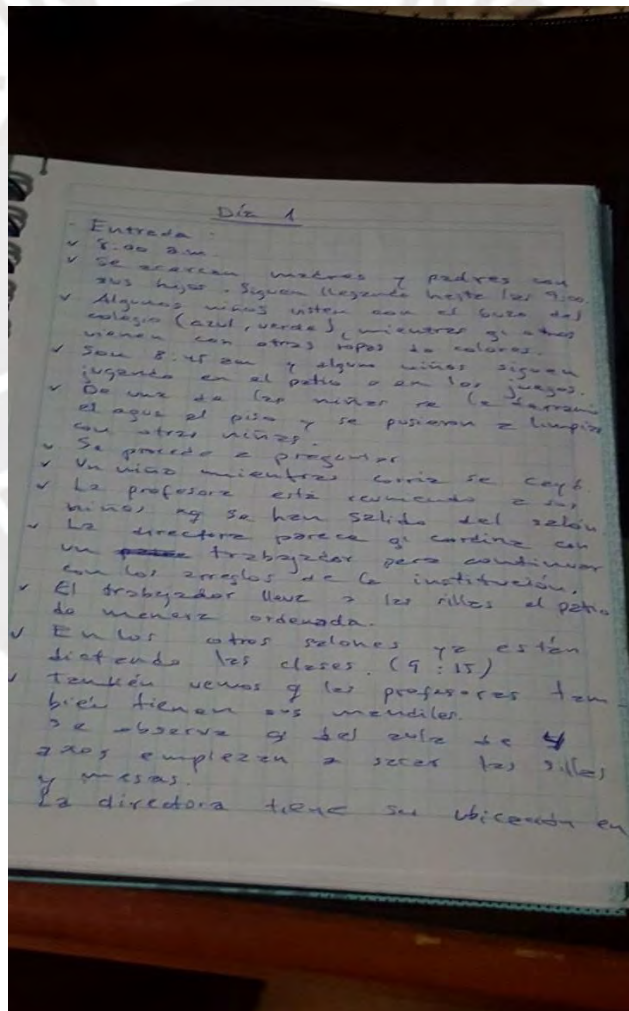 Día 1
- Entrada :
✓ 8:00 a.m.
✓ Se acercan madres y padres con
sus hijos. Siguen llegando hasta las 9:00.
✓ Algunos niños visten con el buzo del
colegio (azul, verde), mientras q' otros
vienen con otras ropas de colores.
✓ Son 8:45 am y algun niños siguen
jugando en el patio o en los juegos.
✓ De una de las niñas se le derramó
el agua al piso y se pusieron a limpiar
con otras niñas.
✓ Se procede a preguntar
✓ Un niño mientras corría se cayó.
✓ La profesora está reuniendo a sus
niños, xq se han salido del salón.
✓ La directora parece q' cordina con
un trabajador para continuar
con los arreglos de la institución.
✓ El trabajador lleva a las sillas al patio
de manera ordenada.
✓ En los otros salones ya están
dictando las clases. (9:15)
✓ También vemos q las profesoras tam-
bién tienen sus mandiles.
Se observa q del aula de 4
años empiezan a sacar las sillas
y mesas.
La directora tiene su ubicación en